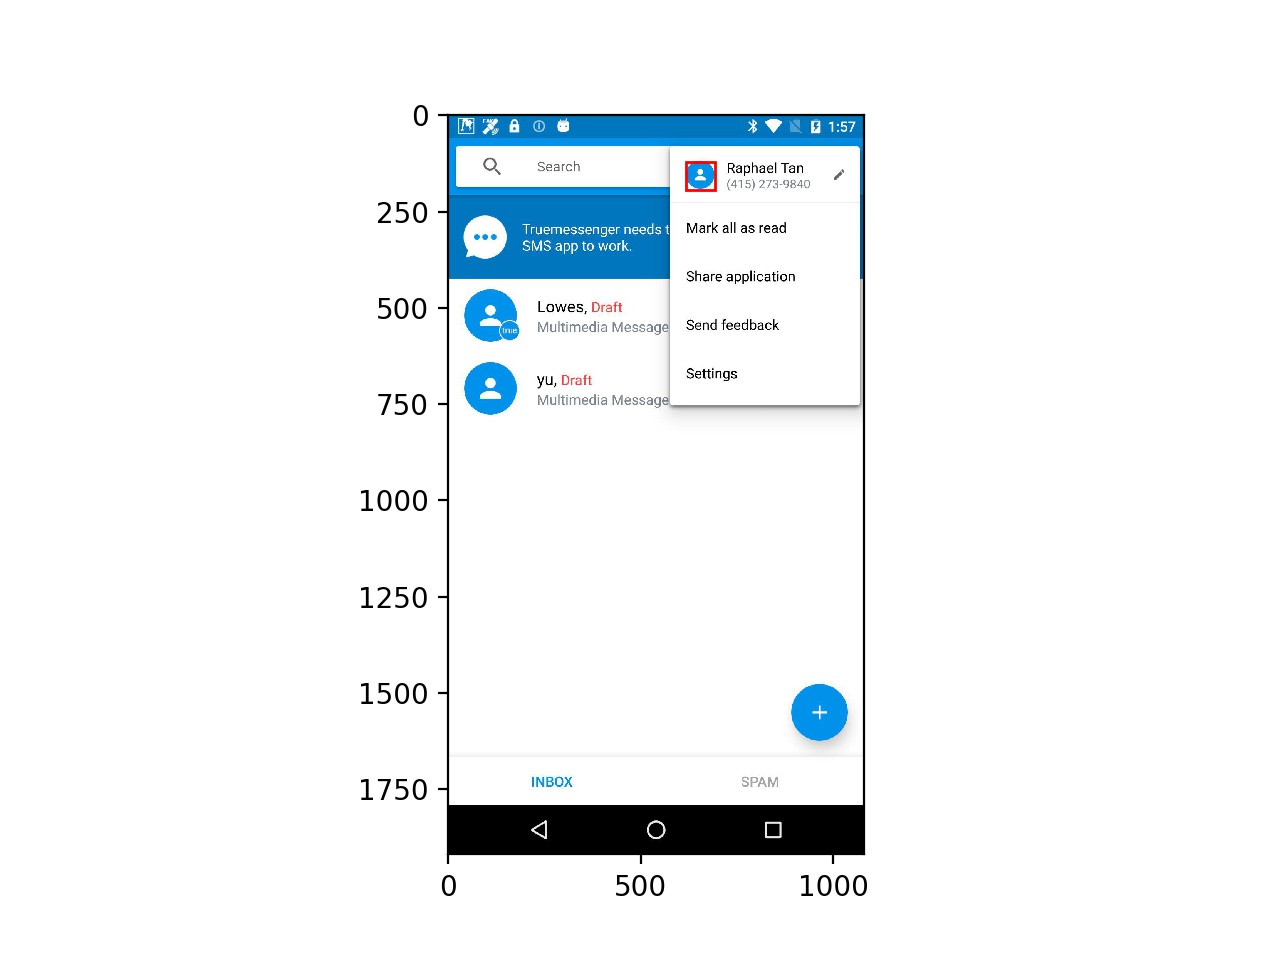 1:57
Search
Raphael Tan
(415) 273-9840
Truemessenger needs t
SMS app to work.
Mark all as read
Share application
Send feedback
Settings
Lowes, Draft
Multimedia Message
true
yu, Draft
Multimedia Message
+
INBOX SPAM
0
250
500
750
1000
1250
1500
1750
0 500 1000